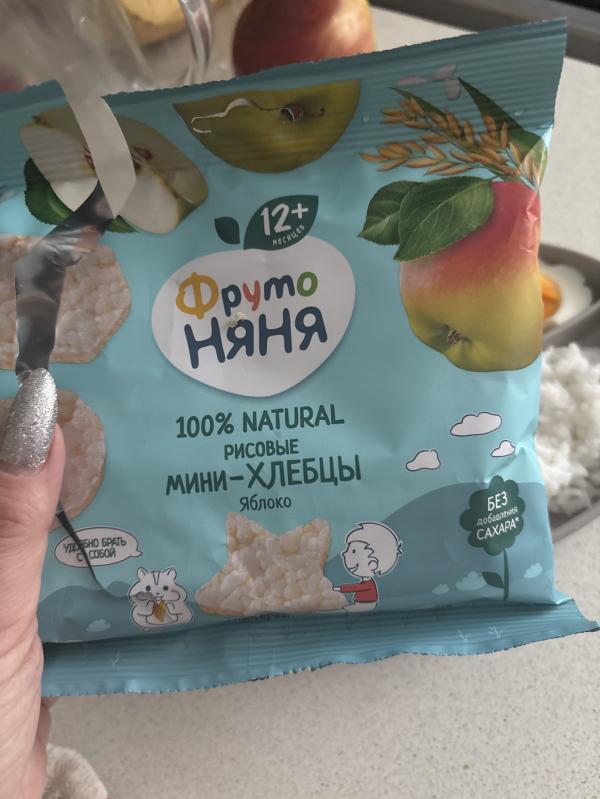 12+
месяцев
Фруто
НЯНЯ
100% NATURAL
РИСОВЫЕ
МИНИ-ХЛЕБЦЫ
Яблоко
БЕЗ
добавления
САХАРА*
УДОБНО БРАТЬ
С СОБОЙ